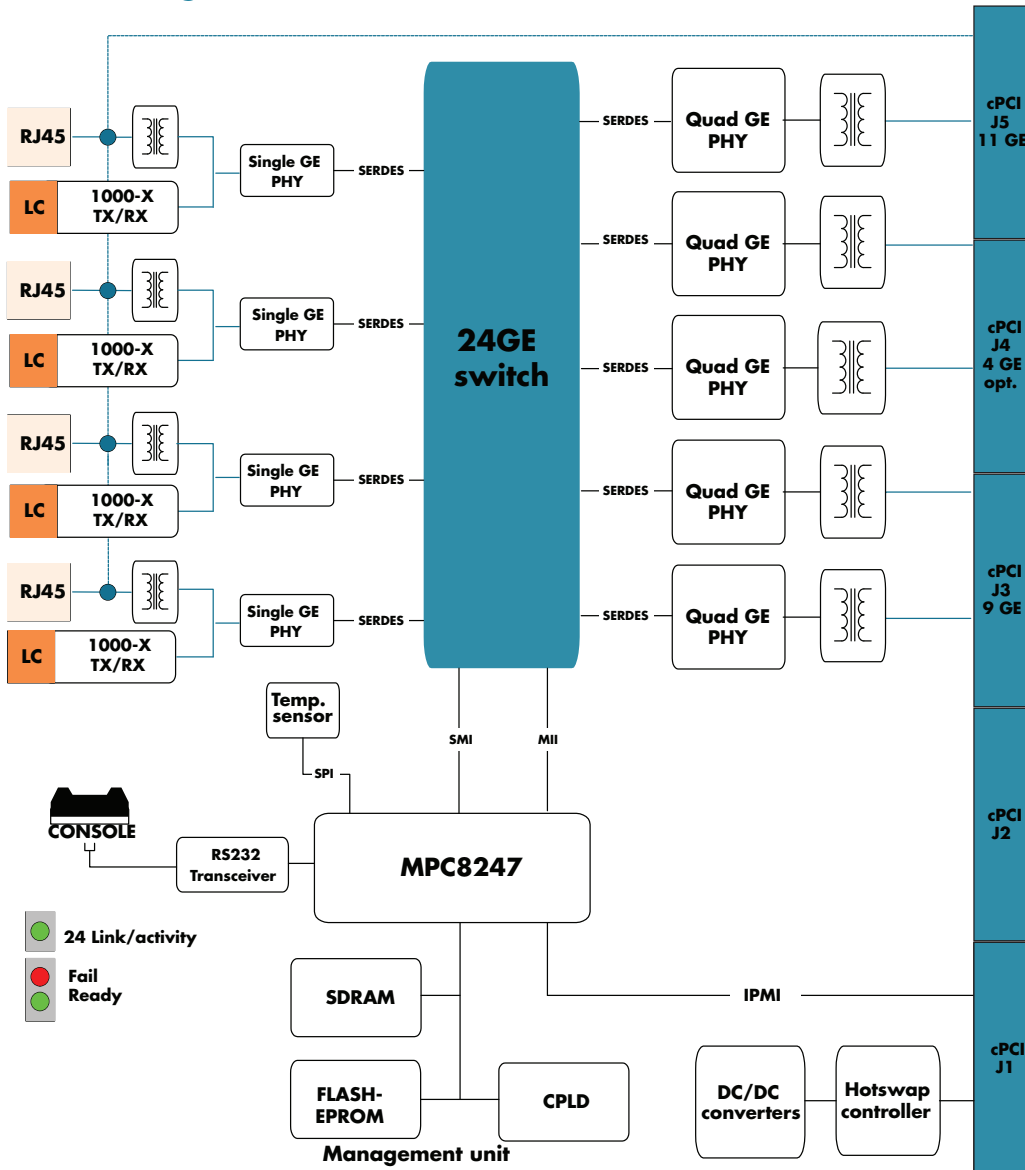 RJ45
LC
1000-X
TX/RX
Single GE
PHY
SERDES
RJ45
LC
1000-X
TX/RX
Single GE
PHY
SERDES
RJ45
LC
1000-X
TX/RX
Single GE
PHY
SERDES
RJ45
LC
1000-X
TX/RX
Single GE
PHY
SERDES
24GE
switch
SERDES
Quad GE
PHY
SERDES
Quad GE
PHY
SERDES
Quad GE
PHY
SERDES
Quad GE
PHY
SERDES
Quad GE
PHY
cPCI
J5
11 GE
cPCI
J4
4 GE
opt.
cPCI
J3
9 GE
cPCI
J2
cPCI
J1
Temp.
sensor
SPI
SMI
MII
CONSOLE
RS232
Transceiver
MPC8247
24 Link/activity
Fail
Ready
SDRAM
IPMI
FLASH-
EPROM
CPLD
DC/DC
converters
Hotswap
controller
Management unit